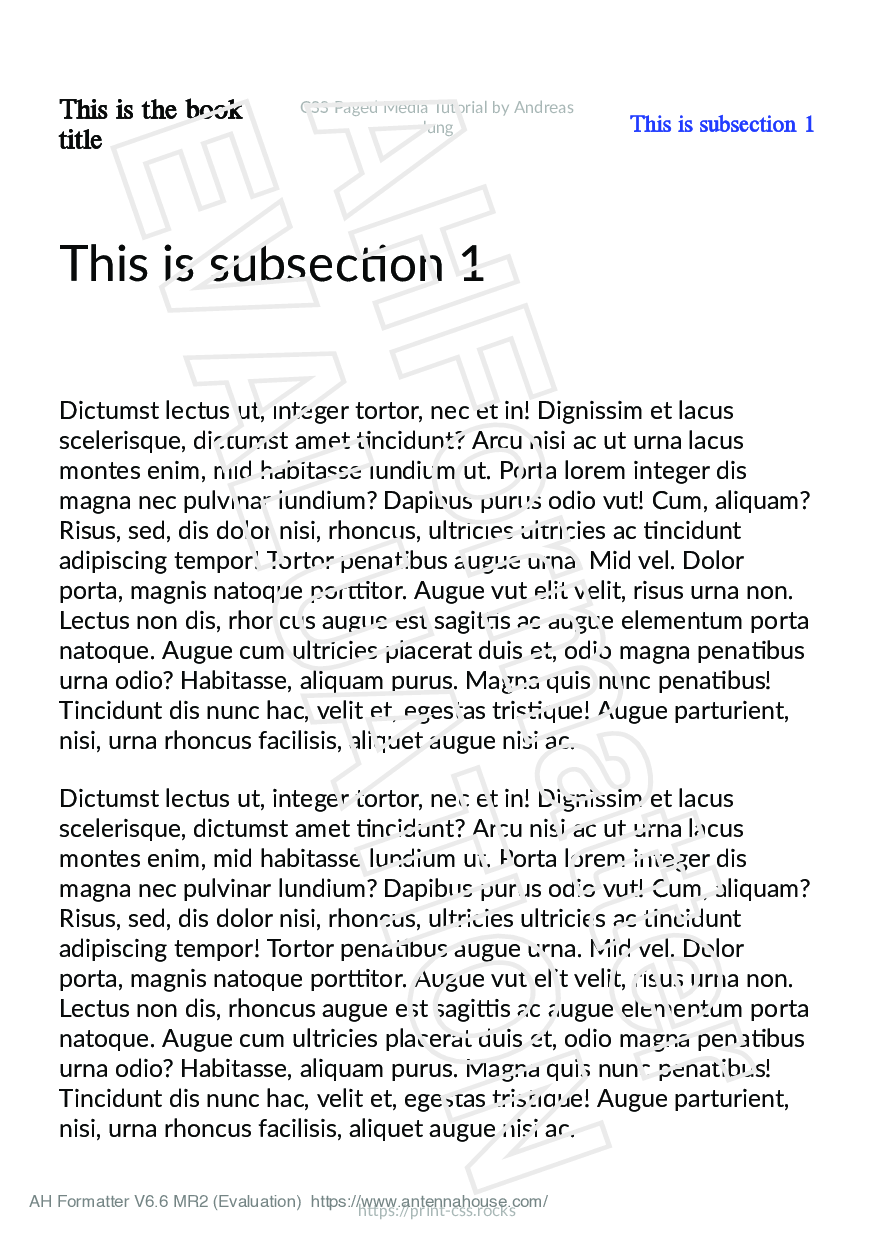 This is the book
title
CSS Paged Media Tutorial by Andreas
Jung
This is subsection 1
This is subsection 1
Dictumst lectus ut, integer tortor, nec et in! Dignissim et lacus
scelerisque, dictumst amet tincidunt? Arcu nisi ac ut urna lacus
montes enim, mid habitasse lundium ut. Porta lorem integer dis
magna nec pulvinar lundium? Dapibus purus odio vut! Cum, aliquam?
Risus, sed, dis dolor nisi, rhoncus, ultricies ultricies ac tincidunt
adipiscing tempor! Tortor penatibus augue urna. Mid vel. Dolor
porta, magnis natoque porttitor. Augue vut elit velit, risus urna non.
Lectus non dis, rhoncus augue est sagittis ac augue elementum porta
natoque. Augue cum ultricies placerat duis et, odio magna penatibus
urna odio? Habitasse, aliquam purus. Magna quis nunc penatibus!
Tincidunt dis nunc hac, velit et, egestas tristique! Augue parturient,
nisi, urna rhoncus facilisis, aliquet augue nisi ac.
Dictumst lectus ut, integer tortor, nec et in! Dignissim et lacus
scelerisque, dictumst amet tincidunt? Arcu nisi ac ut urna lacus
montes enim, mid habitasse lundium ut. Porta lorem integer dis
magna nec pulvinar lundium? Dapibus purus odio vut! Cum, aliquam?
Risus, sed, dis dolor nisi, rhoncus, ultricies ultricies ac tincidunt
adipiscing tempor! Tortor penatibus augue urna. Mid vel. Dolor
porta, magnis natoque porttitor. Augue vut elit velit, risus urna non.
Lectus non dis, rhoncus augue est sagittis ac augue elementum porta
natoque. Augue cum ultricies placerat duis et, odio magna penatibus
urna odio? Habitasse, aliquam purus. Magna quis nunc penatibus!
Tincidunt dis nunc hac, velit et, egestas tristique! Augue parturient,
nisi, urna rhoncus facilisis, aliquet augue nisi ac.
AH Formatter V6.6 MR2 (Evaluation) https://www.antennahouse.com/
https://print-css.rocks
AHFormatter
EVALUATION